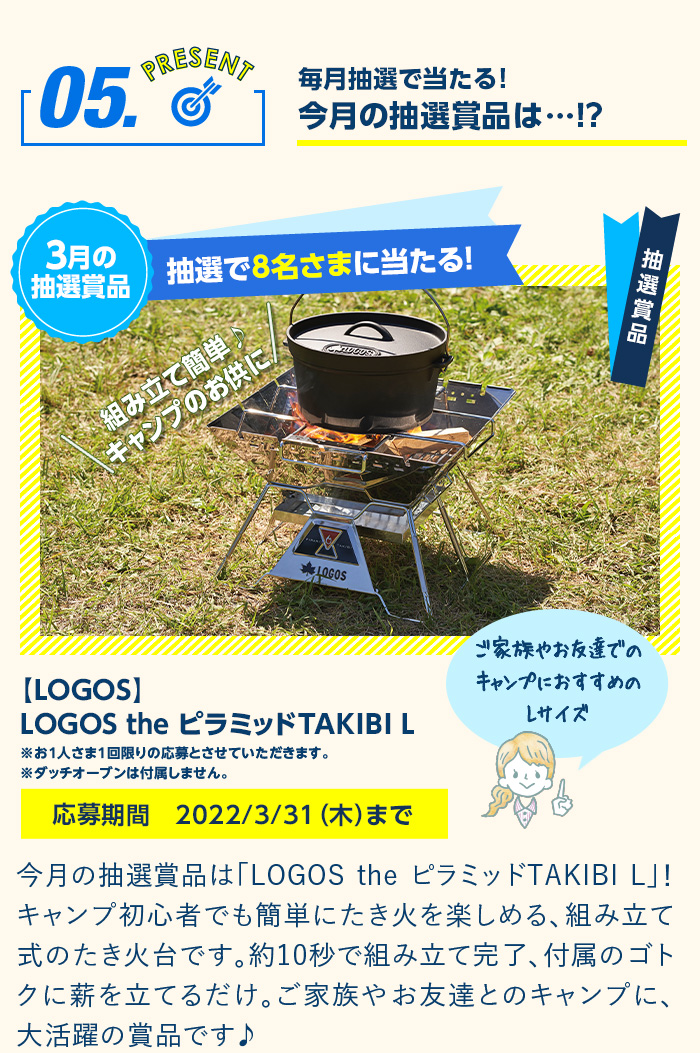 05.
PRESENT
毎月抽選で当たる!
今月の抽選賞品は…!?
3月の
抽選賞品
抽選で8名さまに当たる!
抽選賞品
組み立て簡単♪
キャンプのお供に
LOGOS
LOGOS
ご家族やお友達での
キャンプにおすすめの
Lサイズ
【LOGOS】
LOGOS the ピラミッドTAKIBI L
※お1人さま1回限りの応募とさせていただきます。
※ダッチオーブンは付属しません。
応募期間 2022/3/31(木)まで
今月の抽選賞品は「LOGOS the ピラミッドTAKIBI L」!
キャンプ初心者でも簡単にたき火を楽しめる、組み立て
式のたき火台です。約10秒で組み立て完了、付属のゴト
クに薪を立てるだけ。ご家族やお友達とのキャンプに、
大活躍の賞品です♪